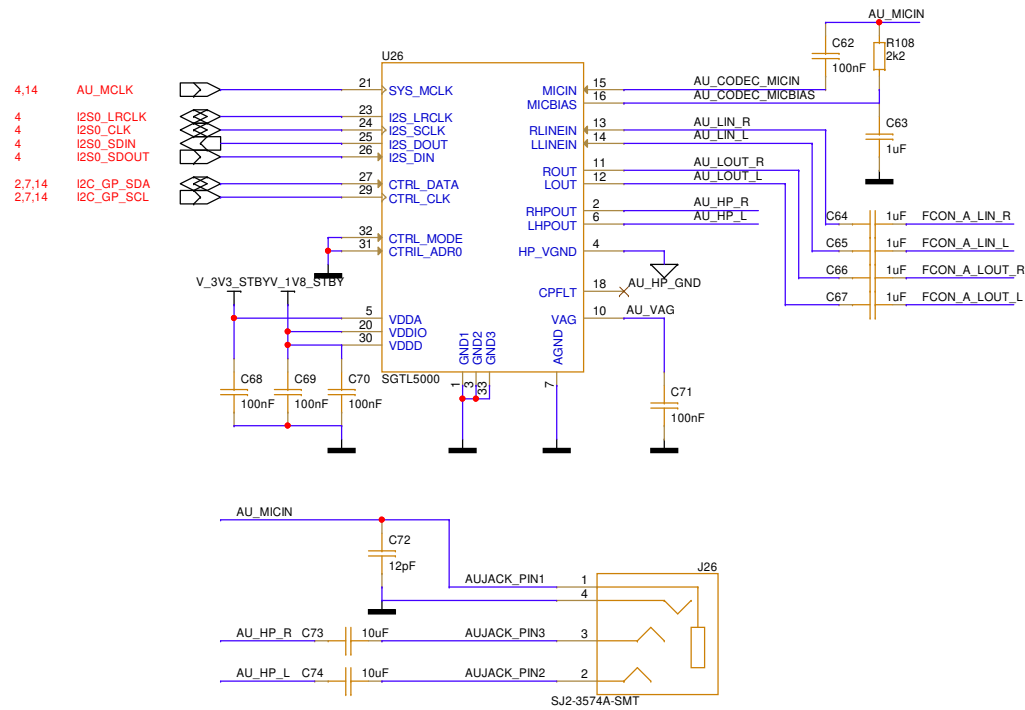 AU_MICIN
C62
100nF
R108
2k2
U26
4,14 AU_MCLK 21 SYS_MCLK
MICIN 15 AU_CODEC_MICIN
MICBIAS 16 AU_CODEC_MICBIAS
4 I2S0_LRCLK 23 I2S_LRCLK
4 I2S0_CLK 24 I2S_SCLK
4 I2S0_SDIN 25 I2S_DOUT
4 I2S0_SDOUT 26 I2S_DIN
RLINEIN 13 AU_LIN_R
LLINEIN 14 AU_LIN_L
C63
1uF
ROUT 11 AU_LOUT_R
LOUT 12 AU_LOUT_L
2,7,14 I2C_GP_SDA 27 CTRL_DATA
2,7,14 I2C_GP_SCL 29 CTRL_CLK
RHPOUT 2 AU_HP_R
LHPOUT 6 AU_HP_L
C64 1uF FCON_A_LIN_R
32 CTRL_MODE
31 CTRIL_ADR0
HP_VGND 4
C65 1uF FCON_A_LIN_L
C66 1uF FCON_A_LOUT_R
V_3V3_STBY
V_1V8_STBY
CPFLT 18 AU_HP_GND
C67 1uF FCON_A_LOUT_L
5 VDDA
20 VDDIO
30 VDDD
VAG 10 AU_VAG
GND1
GND2
GND3
AGND
SGTL5000
1
3
33
7
C68
100nF
C69
100nF
C70
100nF
C71
100nF
AU_MICIN
C72
12pF
J26
AUJACK_PIN1 1
4
AU_HP_R C73 10uF AUJACK_PIN3 3
AU_HP_L C74 10uF AUJACK_PIN2 2
SJ2-3574A-SMT